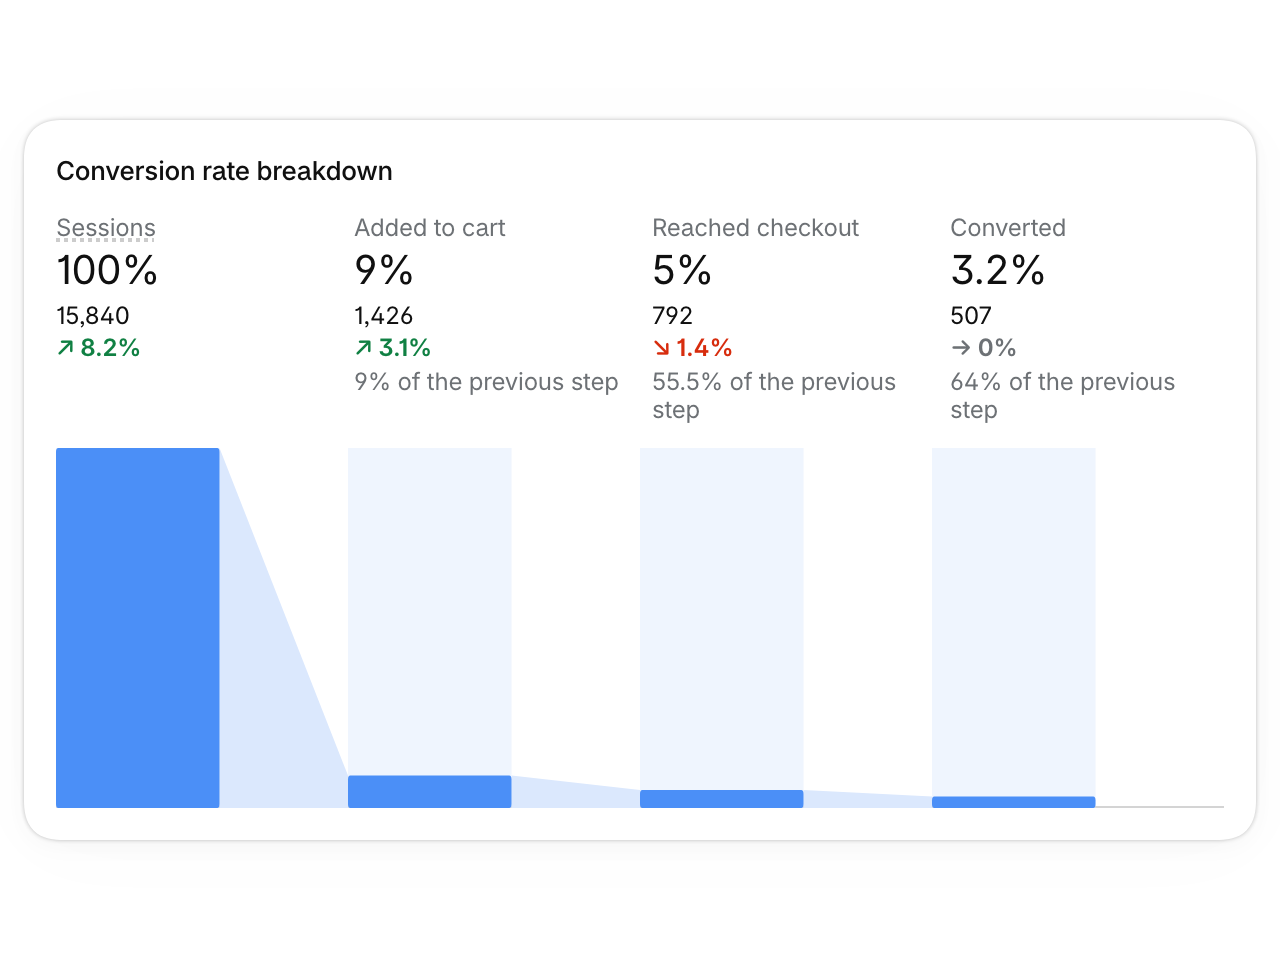 Conversion rate breakdown
Sessions
100%
15,840
↗ 8.2%
Added to cart
9%
1,426
↗ 3.1%
9% of the previous step
Reached checkout
5%
792
↘ 1.4%
55.5% of the previous
step
Converted
3.2%
507
→ 0%
64% of the previous
step